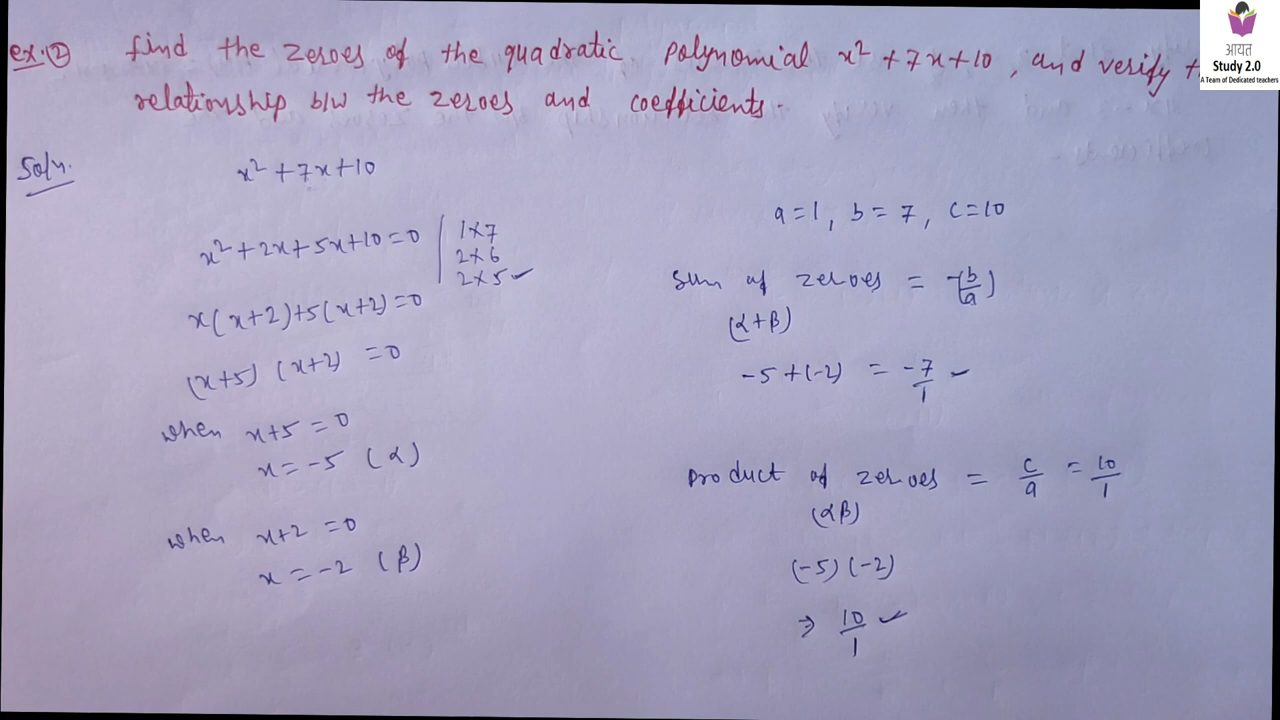 ex.② find the zeroes of the quadratic polynomial x² + 7x + 10 , and verify
relationship b/w the zeroes and coefficients.
Soln.
x² + 7x + 10
x² + 2x + 5x + 10 = 0
1 x 7
2 x 6
2 x 5 ✓
x(x+2)+5(x+2) = 0
(x+5) (x+2) = 0
when x+5 = 0
x = -5 (α)
when x+2 = 0
x = -2 (β)
a = 1, b = 7, c = 10
Sum of zeroes = -(b/a)
(α+β)
-5 + (-2) = -7/1 ✓
Product of zeroes = c/a = 10/1
(αβ)
(-5) (-2)
⇒ 10/1 ✓
आयत
Study 2.0
A Team of Dedicated teachers